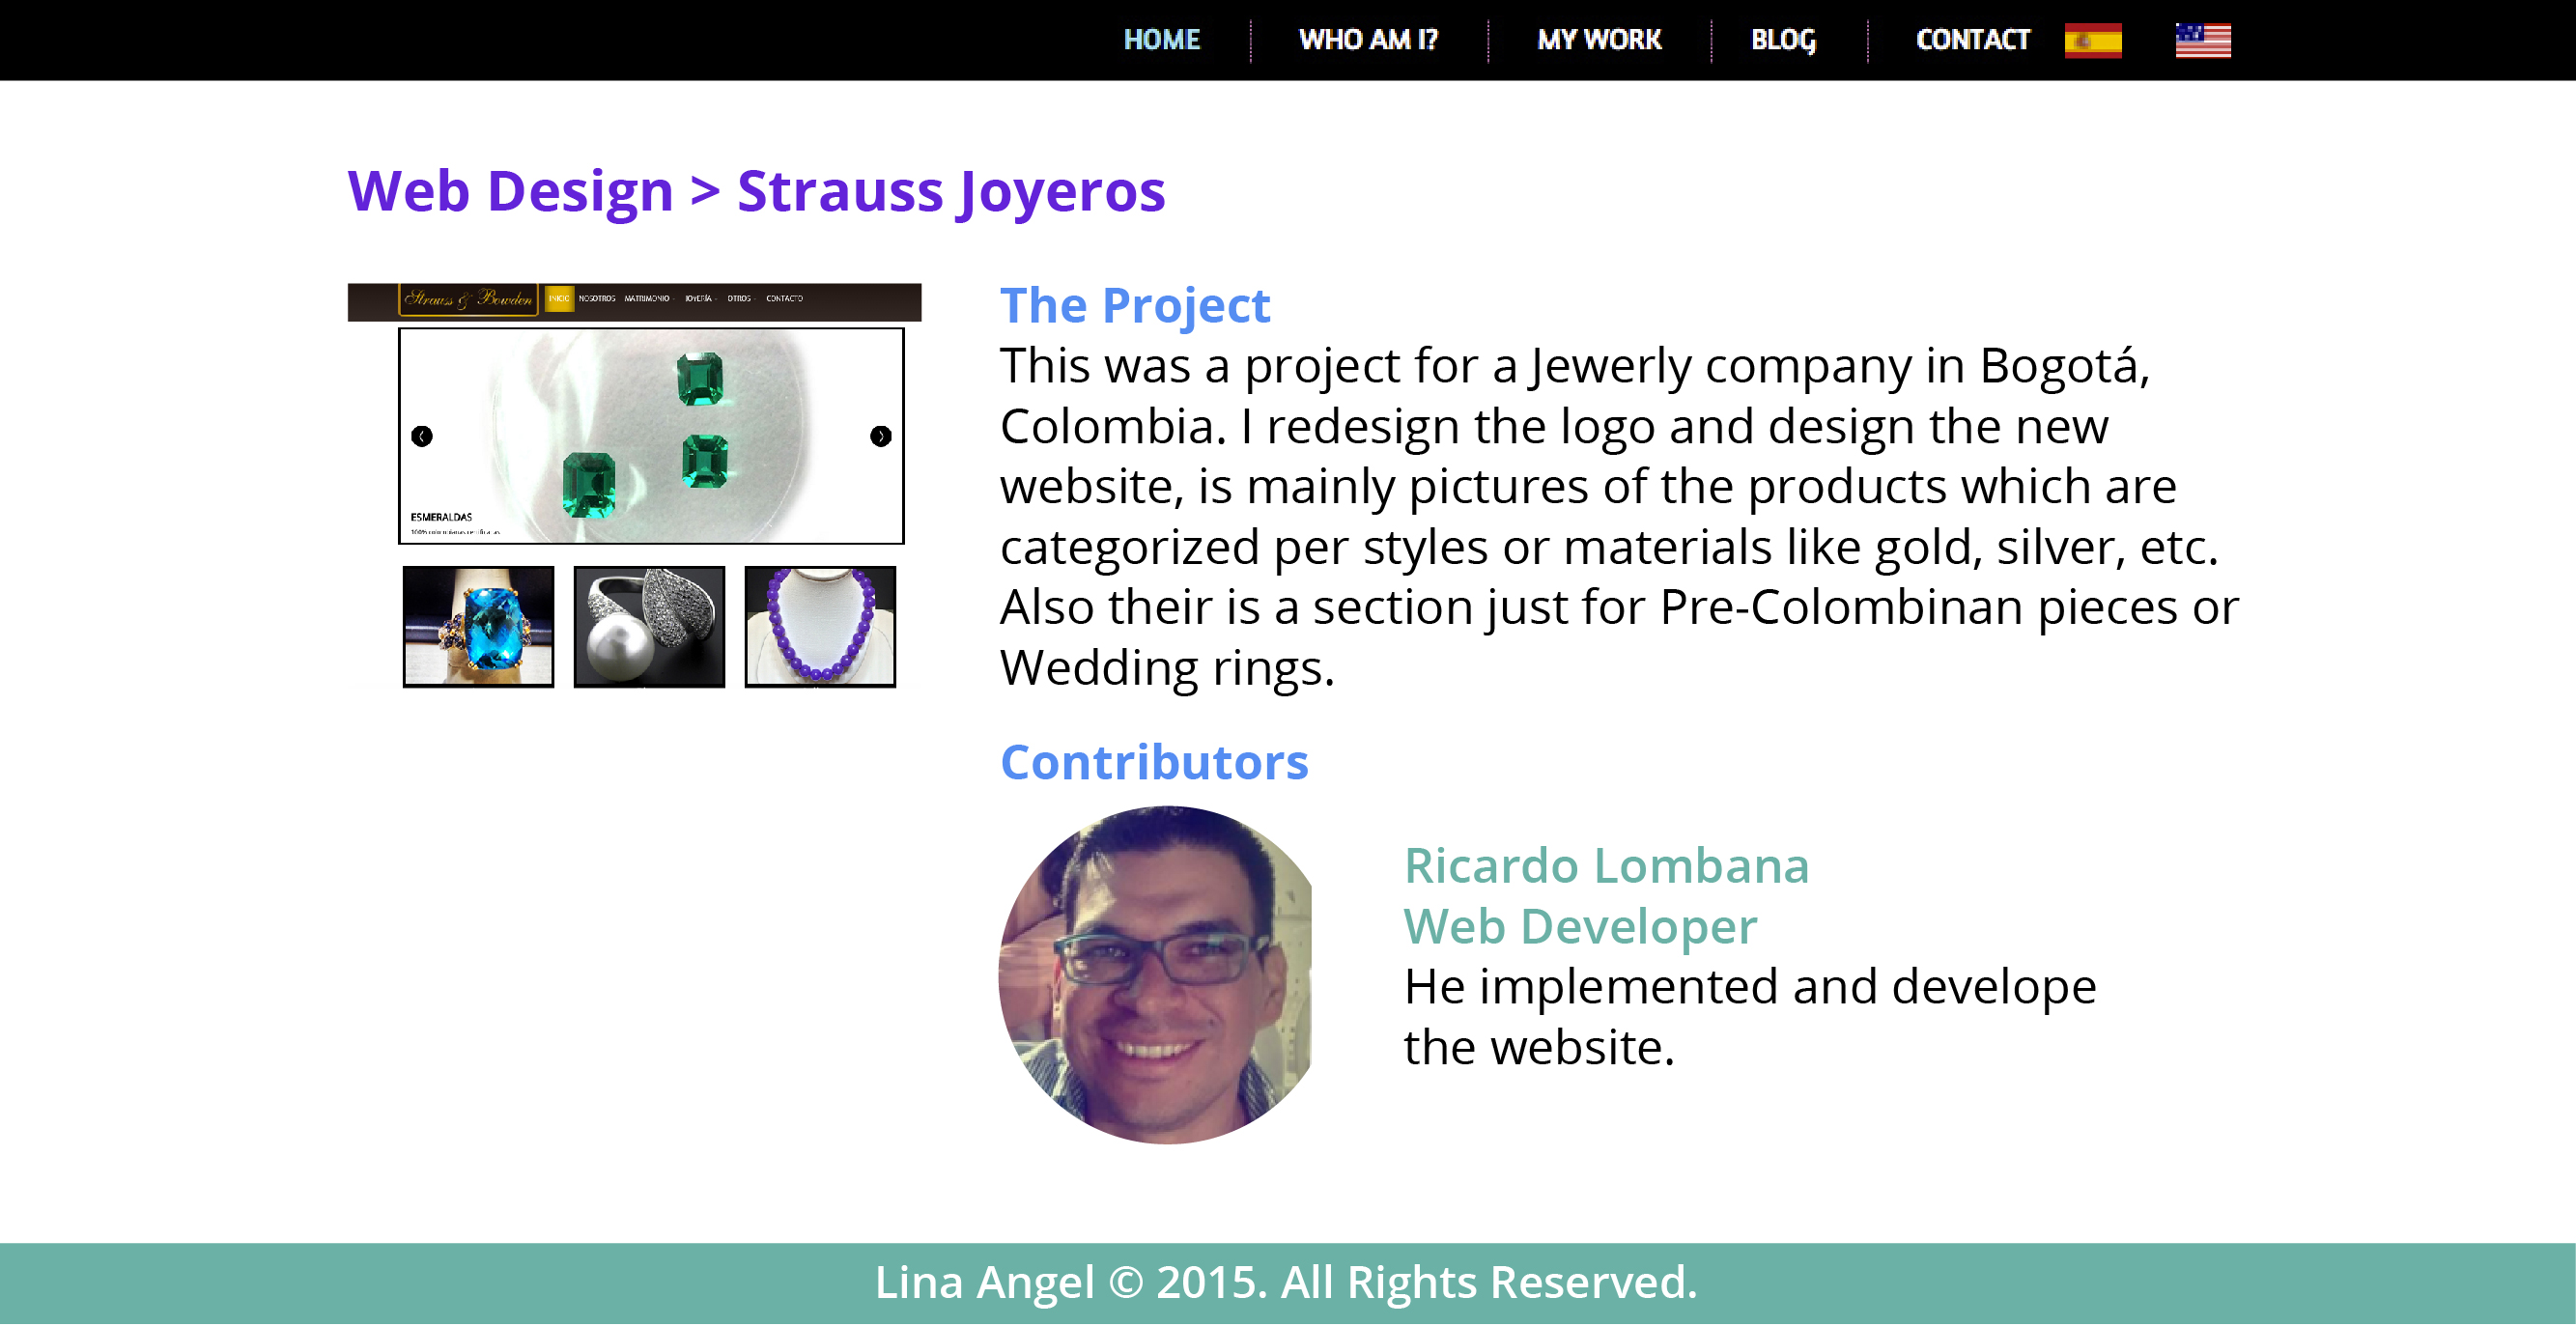 HOME WHO AM I? MY WORK BLOG CONTACT
Web Design > Strauss Joyeros
Strauss & Bowden INICIO NOSOTROS MATRIMONIO JOYERÍA OTROS CONTACTO
ESMERALDAS
100%
The Project
This was a project for a Jewerly company in Bogotá,
Colombia. I redesign the logo and design the new
website, is mainly pictures of the products which are
categorized per styles or materials like gold, silver, etc.
Also their is a section just for Pre-Colombinan pieces or
Wedding rings.
Contributors
Ricardo Lombana
Web Developer
He implemented and develope
the website.
Lina Angel © 2015. All Rights Reserved.